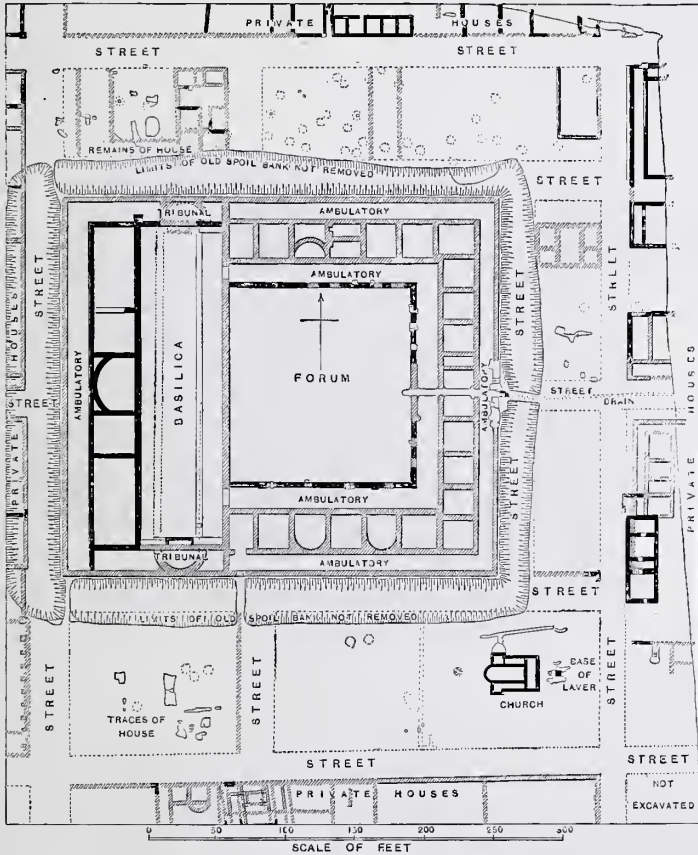 PRIVATE HOUSES
STREET STREET
REMAINS OF HOUSE
LIMITS OF OLD SPOIL BANK NOT REMOVED
STREET
TRIBUNAL
AMBULATORY
AMBULATORY
HOUSES
STREET
STREET
STREET
AMBULATORY
BASILICA
FORUM
AMBULATORY
STREET
STREET
DRAIN
PRIVATE HOUSES
PRIVATE
STREET
AMBULATORY
TRIBUNAL
AMBULATORY
STREET
LIMITS OF OLD SPOIL BANK NOT REMOVED
STREET
STREET
STREET
TRACES OF
HOUSE
CHURCH
BASE
OF
LAVER
STREET
STREET
NOT
EXCAVATED
PRIVATE HOUSES
0 50 100 150 200 250 300
SCALE OF FEET